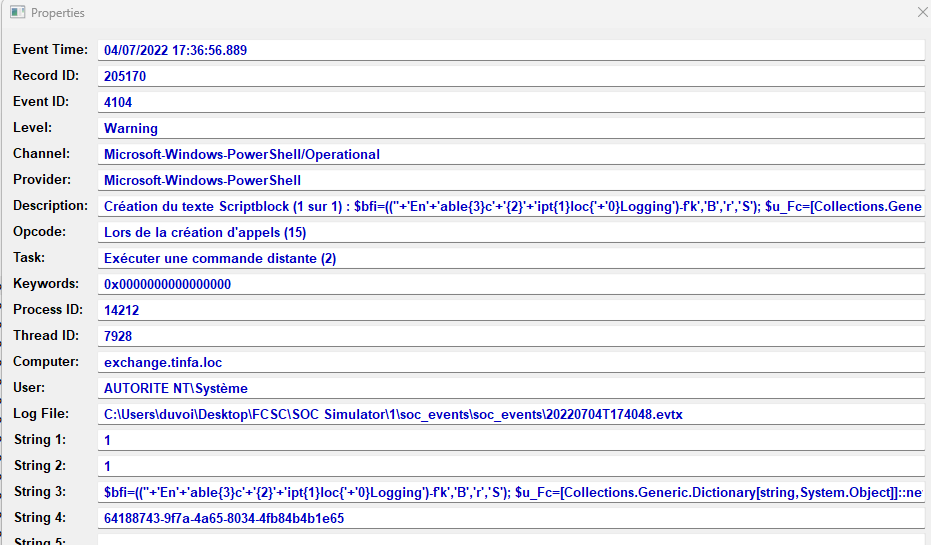 Properties
Event Time: 04/07/2022 17:36:56.889
Record ID: 205170
Event ID: 4104
Level: Warning
Channel: Microsoft-Windows-PowerShell/Operational
Provider: Microsoft-Windows-PowerShell
Description: Création du texte Scriptblock (1 sur 1) : $bfi=((''+'En'+'able{3}c'+'{2}'+'ipt{1}loc{'+'0}Logging')-f'k','B','r','S'); $u_Fc=[Collections.Gene
Opcode: Lors de la création d'appels (15)
Task: Exécuter une commande distante (2)
Keywords: 0x0000000000000000
Process ID: 14212
Thread ID: 7928
Computer: exchange.tinfa.loc
User: AUTORITE NT\Système
Log File: C:\Users\duvoi\Desktop\FCSC\SOC Simulator\1\soc_events\soc_events\20220704T174048.evtx
String 1: 1
String 2: 1
String 3: $bfi=((''+'En'+'able{3}c'+'{2}'+'ipt{1}loc{'+'0}Logging')-f'k','B','r','S'); $u_Fc=[Collections.Generic.Dictionary[string,System.Object]]::ne
String 4: 64188743-9f7a-4a65-8034-4fb84b4b1e65
String 5: